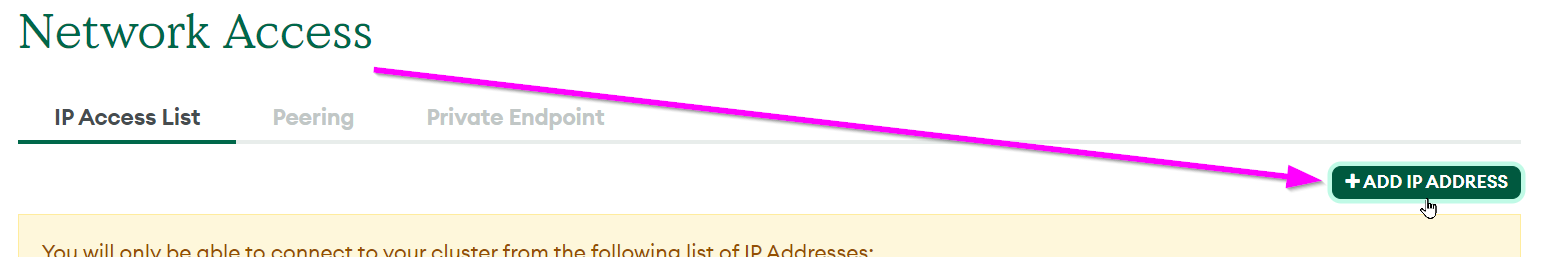 Network Access
IP Access List Peering Private Endpoint
+ ADD IP ADDRESS
You will only be able to connect to your cluster from the following list of IP Addresses: